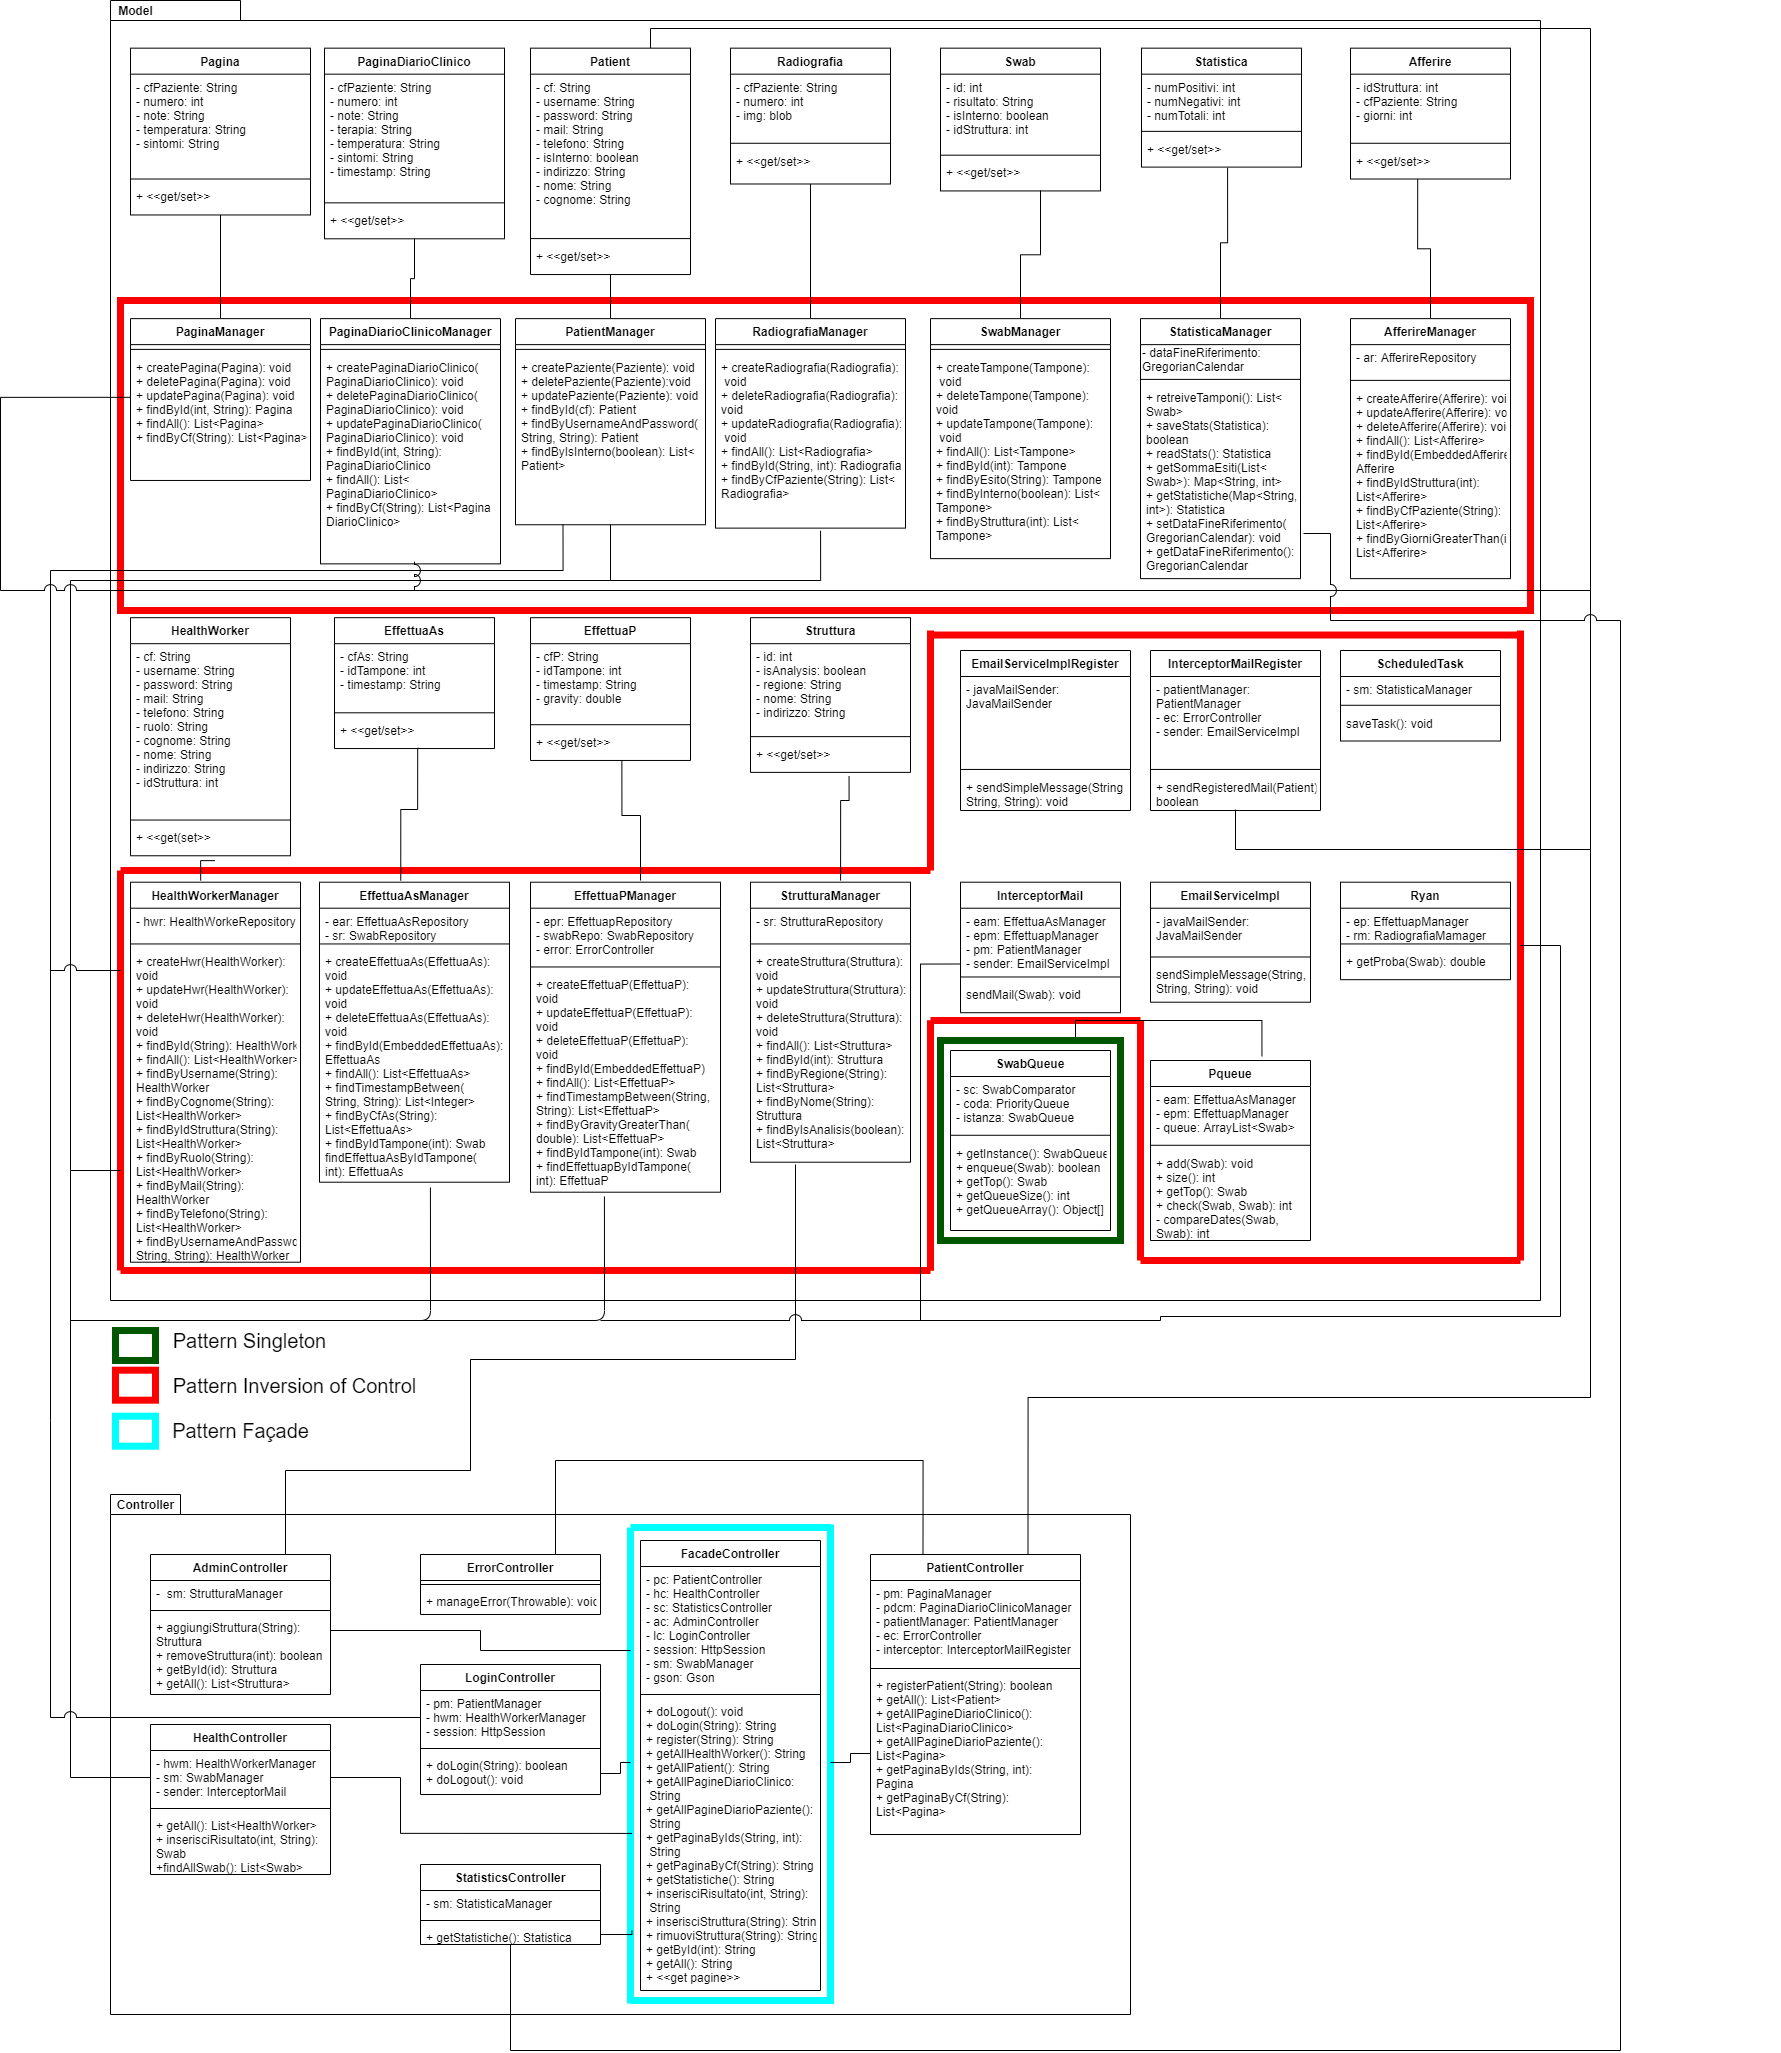 Model
Pagina
- cfPaziente: String
- numero: int
- note: String
- temperatura: String
- sintomi: String
+ <<get/set>>
PaginaDiarioClinico
- cfPaziente: String
- numero: int
- note: String
- terapia: String
- temperatura: String
- sintomi: String
- timestamp: String
+ <<get/set>>
Patient
- cf: String
- username: String
- password: String
- mail: String
- telefono: String
- isInterno: boolean
- indirizzo: String
- nome: String
- cognome: String
+ <<get/set>>
Radiografia
- cfPaziente: String
- numero: int
- img: blob
+ <<get/set>>
Swab
- id: int
- risultato: String
- isInterno: boolean
- idStruttura: int
+ <<get/set>>
Statistica
- numPositivi: int
- numNegativi: int
- numTotali: int
+ <<get/set>>
Afferire
- idStruttura: int
- cfPaziente: String
- giorni: int
+ <<get/set>>
PaginaManager
+ createPagina(Pagina): void
+ deletePagina(Pagina): void
+ updatePagina(Pagina): void
+ findById(int, String): Pagina
+ findAll(): List<Pagina>
+ findByCf(String): List<Pagina>
PaginaDiarioClinicoManager
+ createPaginaDiarioClinico(
PaginaDiarioClinico): void
+ deletePaginaDiarioClinico(
PaginaDiarioClinico): void
+ updatePaginaDiarioClinico(
PaginaDiarioClinico): void
+ findById(int, String):
PaginaDiarioClinico
+ findAll(): List<
PaginaDiarioClinico>
+ findByCf(String): List<Pagina
DiarioClinico>
PatientManager
+ createPaziente(Paziente): void
+ deletePaziente(Paziente):void
+ updatePaziente(Paziente): void
+ findById(cf): Patient
+ findByUsernameAndPassword(
String, String): Patient
+ findByIsInterno(boolean): List<
Patient>
RadiografiaManager
+ createRadiografia(Radiografia):
void
+ deleteRadiografia(Radiografia):
void
+ updateRadiografia(Radiografia):
void
+ findAll(): List<Radiografia>
+ findById(String, int): Radiografia
+ findByCfPaziente(String): List<
Radiografia>
SwabManager
+ createTampone(Tampone):
void
+ deleteTampone(Tampone):
void
+ updateTampone(Tampone):
void
+ findAll(): List<Tampone>
+ findById(int): Tampone
+ findByEsito(String): Tampone
+ findByInterno(boolean): List<
Tampone>
+ findByStruttura(int): List<
Tampone>
StatisticaManager
- dataFineRiferimento:
GregorianCalendar
+ retreiveTamponi(): List<
Swab>
+ saveStats(Statistica):
boolean
+ readStats(): Statistica
+ getSommaEsiti(List<
Swab>): Map<String, int>
+ getStatistiche(Map<String,
int>): Statistica
+ setDataFineRiferimento(
GregorianCalendar): void
+ getDataFineRiferimento():
GregorianCalendar
AfferireManager
- ar: AfferireRepository
+ createAfferire(Afferire): voi
+ updateAfferire(Afferire): vo
+ deleteAfferire(Afferire): voi
+ findAll(): List<Afferire>
+ findById(EmbeddedAfferire
Afferire
+ findByIdStruttura(int):
List<Afferire>
+ findByCfPaziente(String):
List<Afferire>
+ findByGiorniGreaterThan(i
List<Afferire>
HealthWorker
- cf: String
- username: String
- password: String
- mail: String
- telefono: String
- ruolo: String
- cognome: String
- nome: String
- indirizzo: String
- idStruttura: int
+ <<get(set>>
EffettuaAs
- cfAs: String
- idTampone: int
- timestamp: String
+ <<get/set>>
EffettuaP
- cfP: String
- idTampone: int
- timestamp: String
- gravity: double
+ <<get/set>>
Struttura
- id: int
- isAnalysis: boolean
- regione: String
- nome: String
- indirizzo: String
+ <<get/set>>
EmailServiceImplRegister
- javaMailSender:
JavaMailSender
+ sendSimpleMessage(String
String, String): void
InterceptorMailRegister
- patientManager:
PatientManager
- ec: ErrorController
- sender: EmailServiceImpl
+ sendRegisteredMail(Patient)
boolean
ScheduledTask
- sm: StatisticaManager
saveTask(): void
HealthWorkerManager
- hwr: HealthWorkeRepository
+ createHwr(HealthWorker):
void
+ updateHwr(HealthWorker):
void
+ deleteHwr(HealthWorker):
void
+ findById(String): HealthWork
+ findAll(): List<HealthWorker>
+ findByUsername(String):
HealthWorker
+ findByCognome(String):
List<HealthWorker>
+ findByIdStruttura(String):
List<HealthWorker>
+ findByRuolo(String):
List<HealthWorker>
+ findByMail(String):
HealthWorker
+ findByTelefono(String):
List<HealthWorker>
+ findByUsernameAndPasswo
String, String): HealthWorker
EffettuaAsManager
- ear: EffettuaAsRepository
- sr: SwabRepository
+ createEffettuaAs(EffettuaAs):
void
+ updateEffettuaAs(EffettuaAs):
void
+ deleteEffettuaAs(EffettuaAs):
void
+ findById(EmbeddedEffettuaAs):
EffettuaAs
+ findAll(): List<EffettuaAs>
+ findTimestampBetween(
String, String): List<Integer>
+ findByCfAs(String):
List<EffettuaAs>
+ findByIdTampone(int): Swab
findEffettuaAsByIdTampone(
int): EffettuaAs
EffettuaPManager
- epr: EffettuapRepository
- swabRepo: SwabRepository
- error: ErrorController
+ createEffettuaP(EffettuaP):
void
+ updateEffettuaP(EffettuaP):
void
+ deleteEffettuaP(EffettuaP):
void
+ findById(EmbeddedEffettuaP)
+ findAll(): List<EffettuaP>
+ findTimestampBetween(String,
String): List<EffettuaP>
+ findByGravityGreaterThan(
double): List<EffettuaP>
+ findByIdTampone(int): Swab
+ findEffettuapByIdTampone(
int): EffettuaP
StrutturaManager
- sr: StrutturaRepository
+ createStruttura(Struttura):
void
+ updateStruttura(Struttura):
void
+ deleteStruttura(Struttura):
void
+ findAll(): List<Struttura>
+ findById(int): Struttura
+ findByRegione(String):
List<Struttura>
+ findByNome(String):
Struttura
+ findByIsAnalisis(boolean):
List<Struttura>
InterceptorMail
- eam: EffettuaAsManager
- epm: EffettuapManager
- pm: PatientManager
- sender: EmailServiceImpl
sendMail(Swab): void
EmailServiceImpl
- javaMailSender:
JavaMailSender
sendSimpleMessage(String,
String, String): void
Ryan
- ep: EffettuapManager
- rm: RadiografiaMamager
+ getProba(Swab): double
SwabQueue
- sc: SwabComparator
- coda: PriorityQueue
- istanza: SwabQueue
+ getInstance(): SwabQueue
+ enqueue(Swab): boolean
+ getTop(): Swab
+ getQueueSize(): int
+ getQueueArray(): Object[]
Pqueue
- eam: EffettuaAsManager
- epm: EffettuapManager
- queue: ArrayList<Swab>
+ add(Swab): void
+ size(): int
+ getTop(): Swab
+ check(Swab, Swab): int
- compareDates(Swab,
Swab): int
Pattern Singleton
Pattern Inversion of Control
Pattern Façade
Controller
AdminController
- sm: StrutturaManager
+ aggiungiStruttura(String):
Struttura
+ removeStruttura(int): boolean
+ getById(id): Struttura
+ getAll(): List<Struttura>
ErrorController
+ manageError(Throwable): void
FacadeController
- pc: PatientController
- hc: HealthController
- sc: StatisticsController
- ac: AdminController
- lc: LoginController
- session: HttpSession
- sm: SwabManager
- gson: Gson
+ doLogout(): void
+ doLogin(String): String
+ register(String): String
+ getAllHealthWorker(): String
+ getAllPatient(): String
+ getAllPagineDiarioClinico:
String
+ getAllPagineDiarioPaziente():
String
+ getPaginaByIds(String, int):
String
+ getPaginaByCf(String): String
+ getStatistiche(): String
+ inserisciRisultato(int, String):
String
+ inserisciStruttura(String): Strin
+ rimuoviStruttura(String): String
+ getById(int): String
+ getAll(): String
+ <<get pagine>>
PatientController
- pm: PaginaManager
- pdcm: PaginaDiarioClinicoManager
- patientManager: PatientManager
- ec: ErrorController
- interceptor: InterceptorMailRegister
+ registerPatient(String): boolean
+ getAll(): List<Patient>
+ getAllPagineDiarioClinico():
List<PaginaDiarioClinico>
+ getAllPagineDiarioPaziente():
List<Pagina>
+ getPaginaByIds(String, int):
Pagina
+ getPaginaByCf(String):
List<Pagina>
LoginController
- pm: PatientManager
- hwm: HealthWorkerManager
- session: HttpSession
+ doLogin(String): boolean
+ doLogout(): void
HealthController
- hwm: HealthWorkerManager
- sm: SwabManager
- sender: InterceptorMail
+ getAll(): List<HealthWorker>
+ inserisciRisultato(int, String):
Swab
+findAllSwab(): List<Swab>
StatisticsController
- sm: StatisticaManager
+ getStatistiche(): Statistica